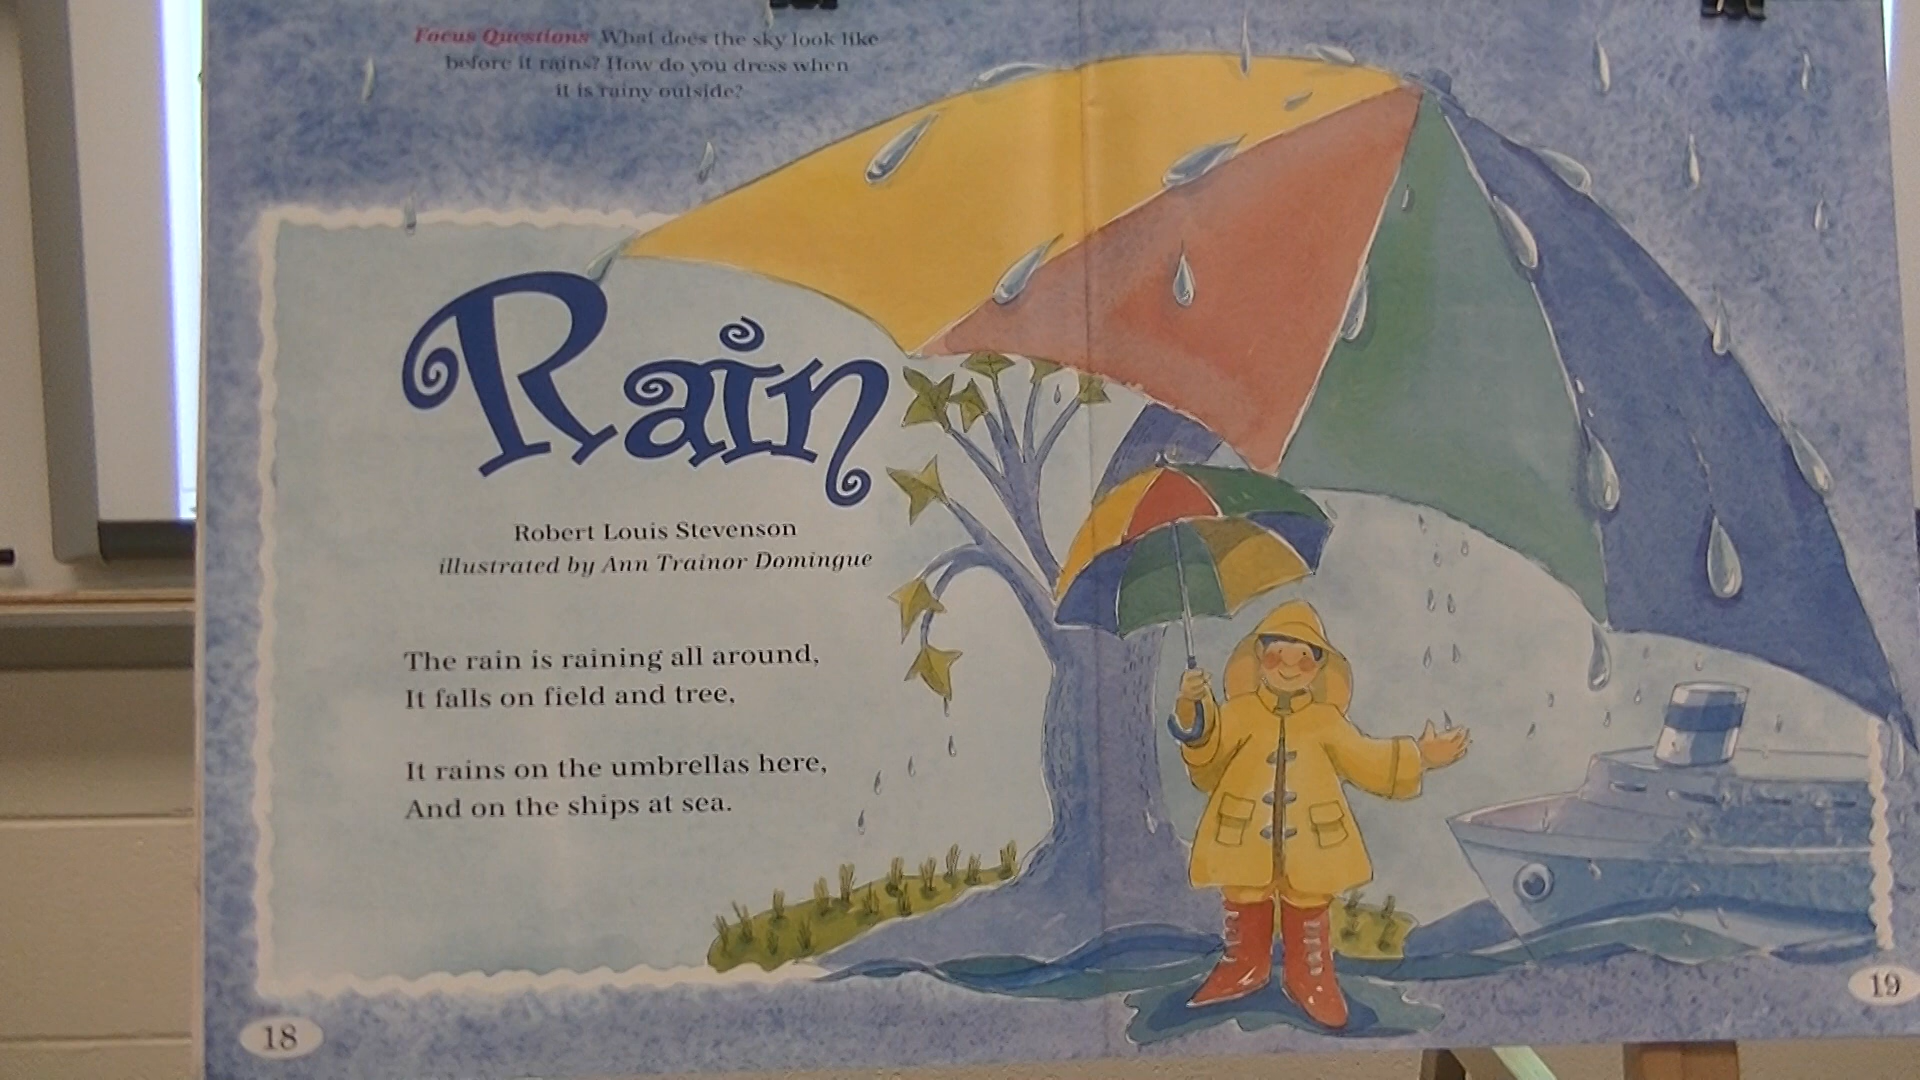 Focus Questions What does the sky look like
before it rains? How do you dress when
it is rainy outside?
Rain
Robert Louis Stevenson
illustrated by Ann Trainor Domingue
The rain is raining all around,
It falls on field and tree,
It rains on the umbrellas here,
And on the ships at sea.
18
19